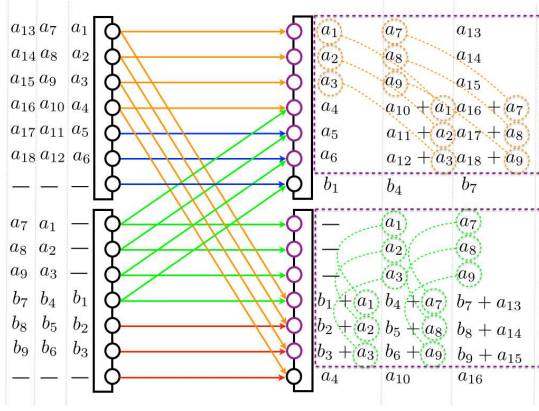 a₁₃ a₇ a₁ a₁ a₇ a₁₃
a₁₄ a₈ a₂ a₂ a₈ a₁₄
a₁₅ a₉ a₃ a₃ a₉ a₁₅
a₁₆ a₁₀ a₄ a₄ a₁₀ + a₁ a₁₆ + a₇
a₁₇ a₁₁ a₅ a₅ a₁₁ + a₂ a₁₇ + a₈
a₁₈ a₁₂ a₆ a₆ a₁₂ + a₃ a₁₈ + a₉
— — — b₁ b₄ b₇
a₇ a₁ — — a₁ a₇
a₈ a₂ — — a₂ a₈
a₉ a₃ — — a₃ a₉
b₇ b₄ b₁ b₁ + a₁ b₄ + a₇ b₇ + a₁₃
b₈ b₅ b₂ b₂ + a₂ b₅ + a₈ b₈ + a₁₄
b₉ b₆ b₃ b₃ + a₃ b₆ + a₉ b₉ + a₁₅
— — — a₄ a₁₀ a₁₆